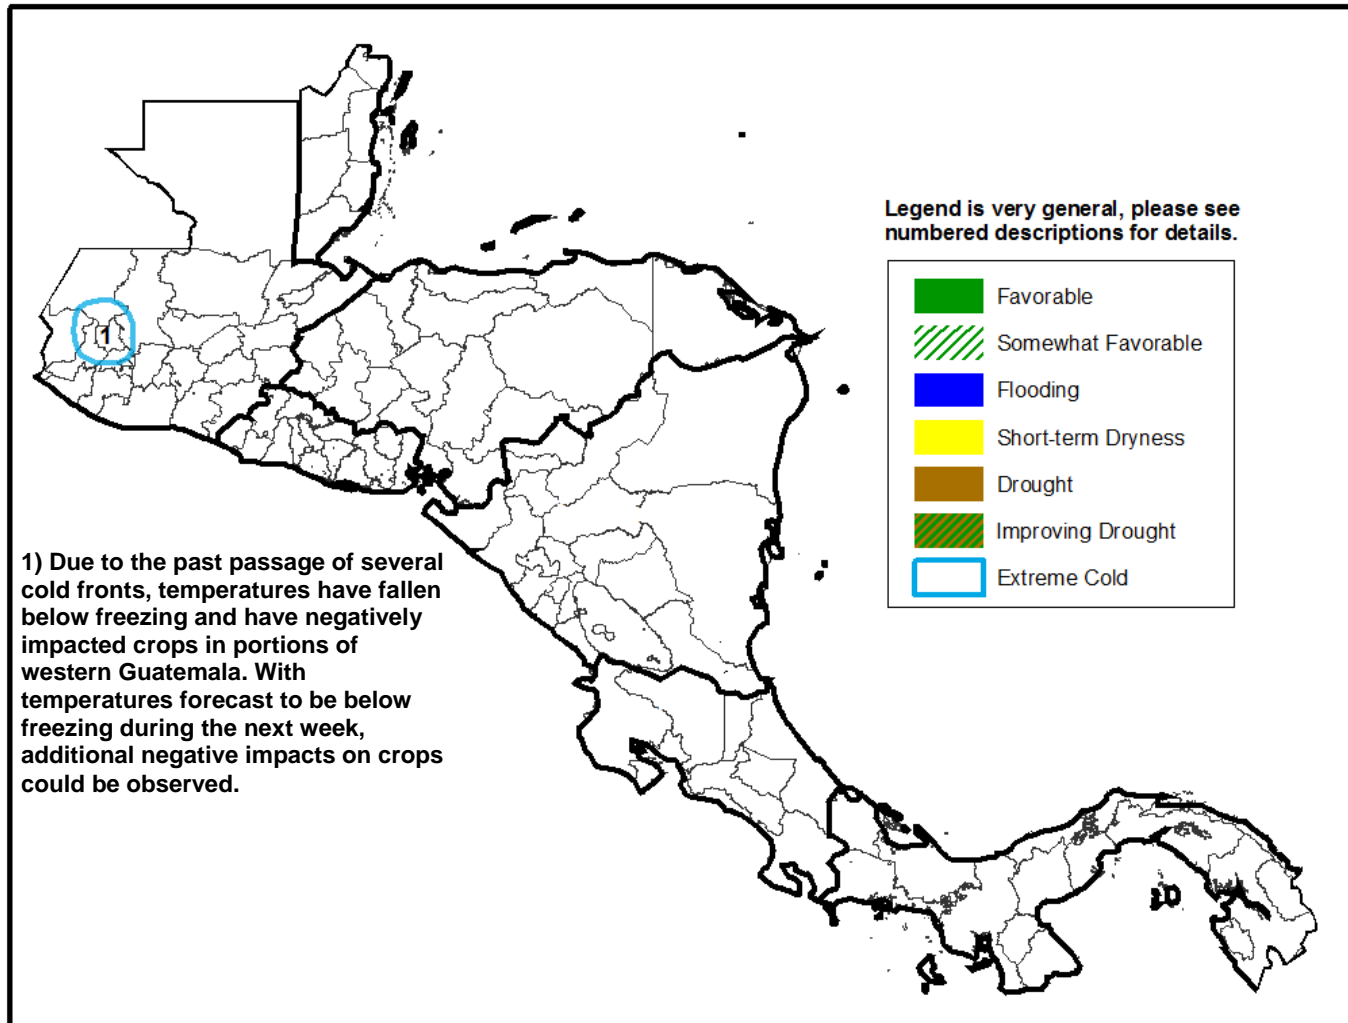 Legend is very general, please see
numbered descriptions for details.
Favorable
Somewhat Favorable
Flooding
Short-term Dryness
Drought
Improving Drought
Extreme Cold
1
1) Due to the past passage of several
cold fronts, temperatures have fallen
below freezing and have negatively
impacted crops in portions of
western Guatemala. With
temperatures forecast to be below
freezing during the next week,
additional negative impacts on crops
could be observed.